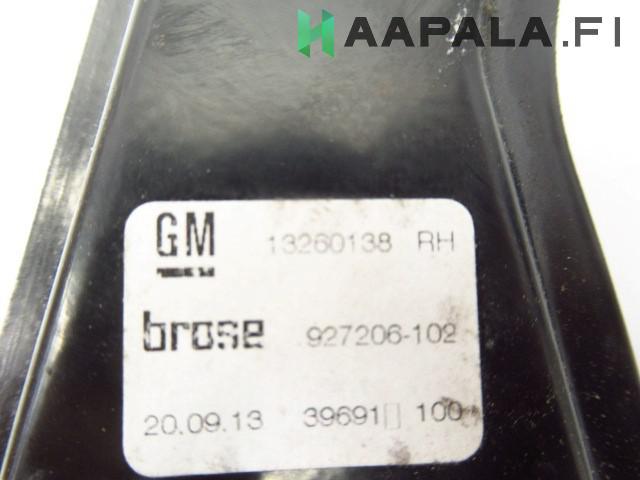 HAAPALA.FI
GM 13260138 RH
brose 927206-102
20.09.13 39691▯ 100